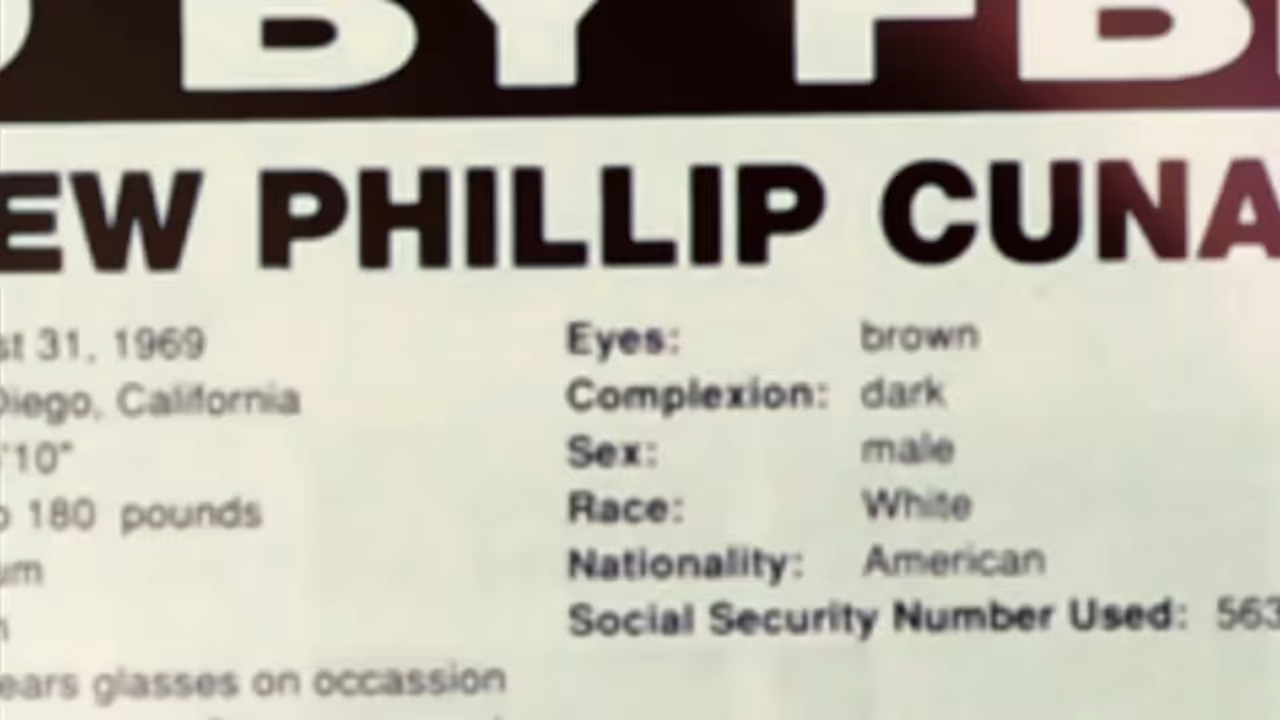 BY FB
EW PHILLIP CUNA
st 31, 1969 Eyes: brown
Diego, California Complexion: dark
'10" Sex: male
180 pounds Race: White
um Nationality: American
Social Security Number Used: 563
ears glasses on occassion